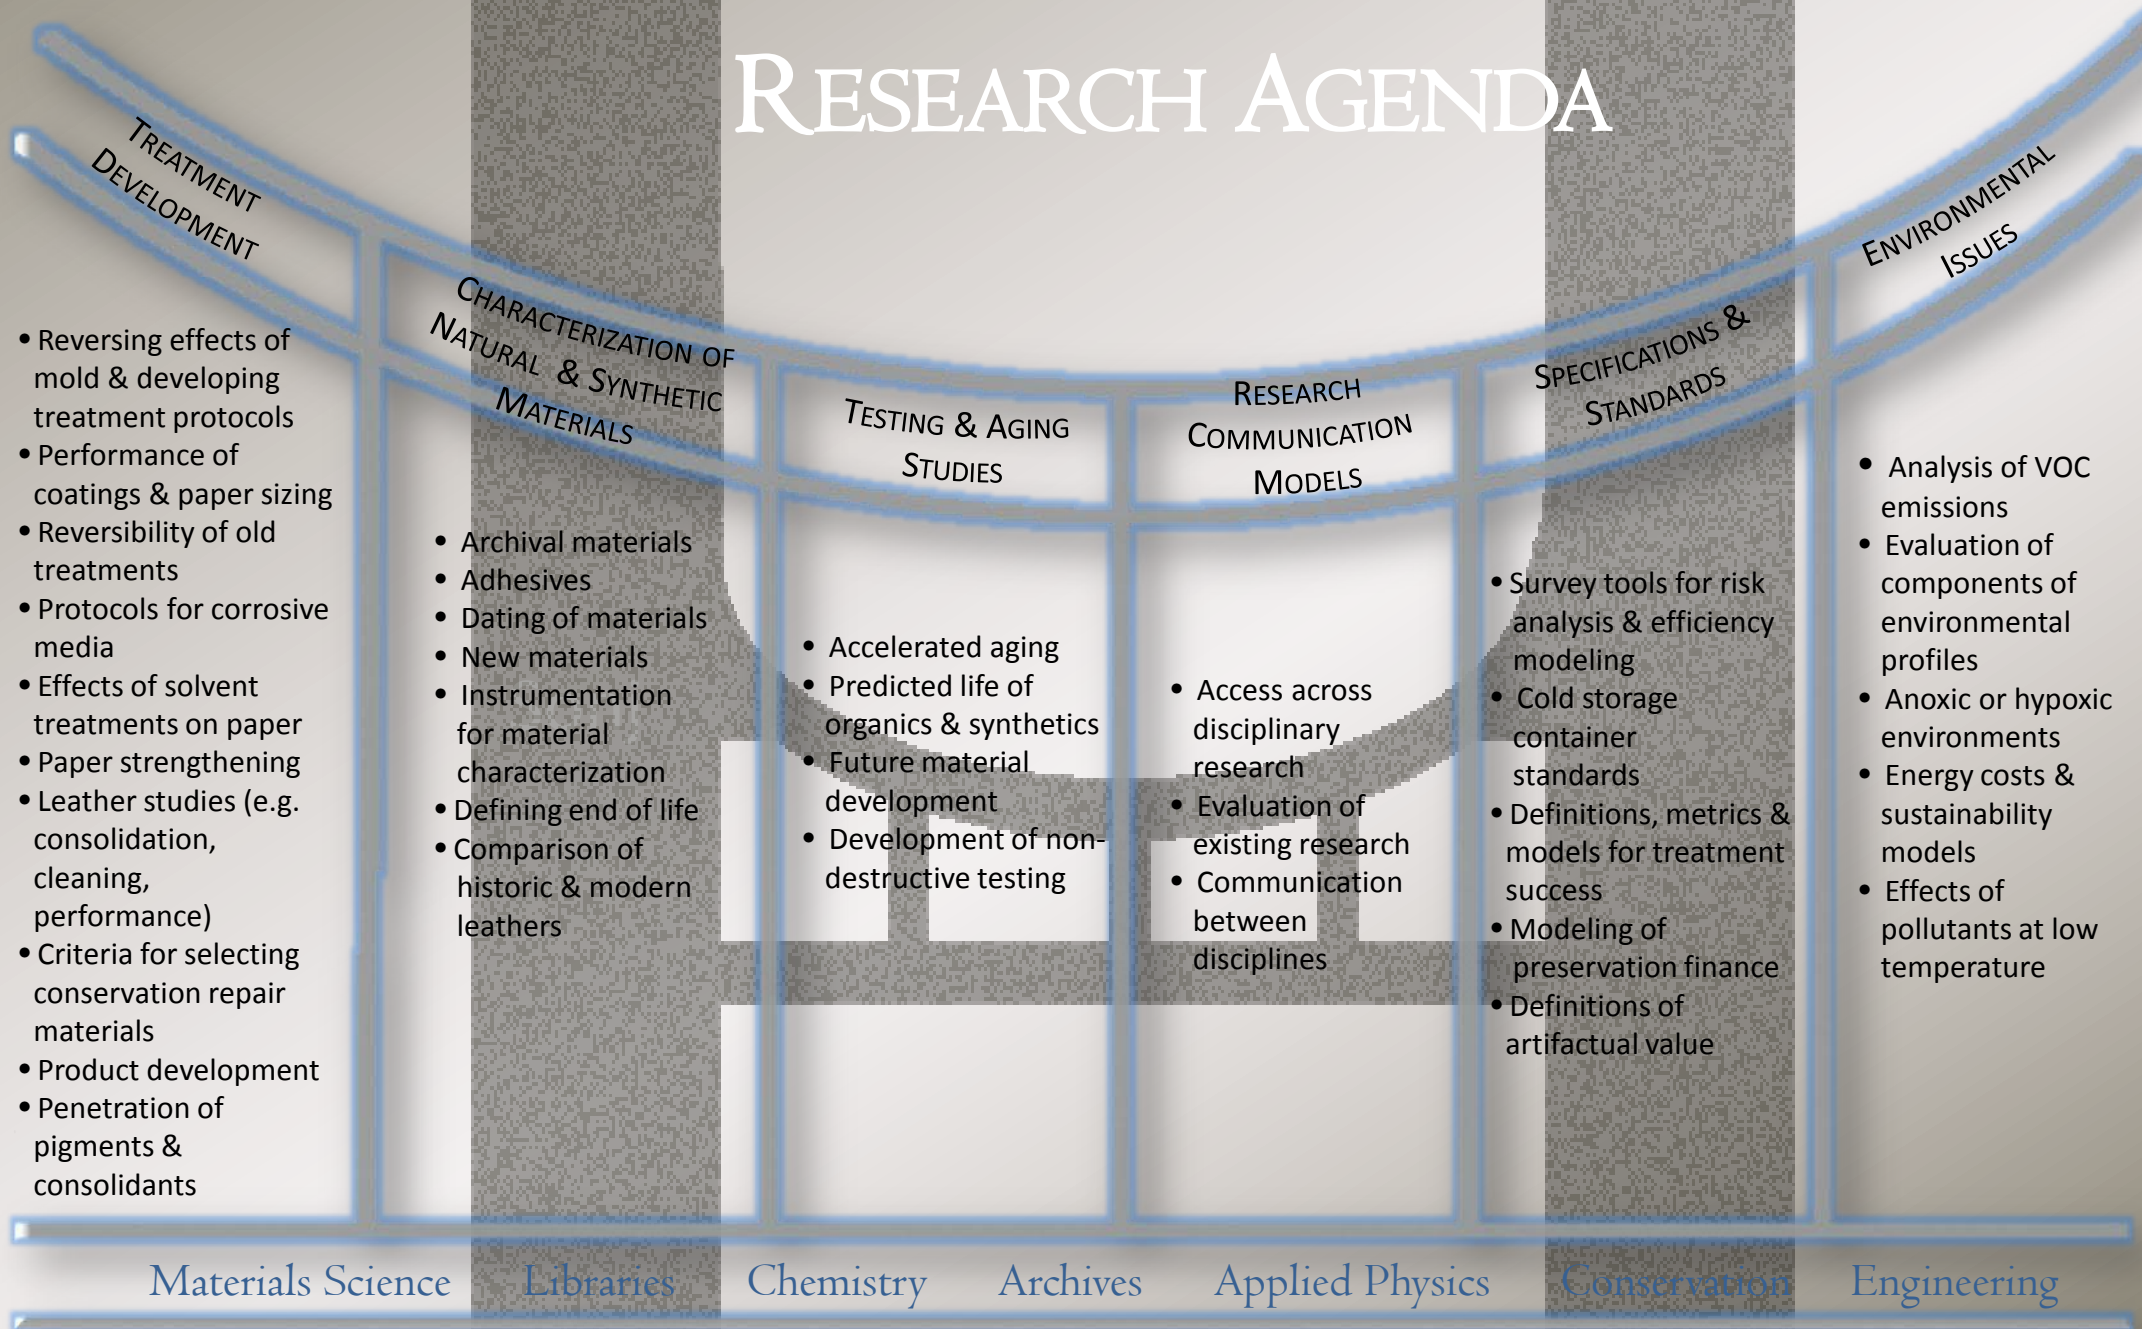 RESEARCH AGENDA
TREATMENT
DEVELOPMENT
• Reversing effects of
mold & developing
treatment protocols
• Performance of
coatings & paper sizing
• Reversibility of old
treatments
• Protocols for corrosive
media
• Effects of solvent
treatments on paper
• Paper strengthening
• Leather studies (e.g.
consolidation,
cleaning,
performance)
• Criteria for selecting
conservation repair
materials
• Product development
• Penetration of
pigments &
consolidants
CHARACTERIZATION OF
NATURAL & SYNTHETIC
MATERIALS
• Archival materials
• Adhesives
• Dating of materials
• New materials
• Instrumentation
for material
characterization
• Defining end of life
• Comparison of
historic & modern
leathers
TESTING & AGING
STUDIES
• Accelerated aging
• Predicted life of
organics & synthetics
• Future material
development
• Development of non-
destructive testing
RESEARCH
COMMUNICATION
MODELS
• Access across
disciplinary
research
• Evaluation of
existing research
• Communication
between
disciplines
SPECIFICATIONS &
STANDARDS
• Survey tools for risk
analysis & efficiency
modeling
• Cold storage
container
standards
• Definitions, metrics &
models for treatment
success
• Modeling of
preservation finance
• Definitions of
artifactual value
ENVIRONMENTAL
ISSUES
• Analysis of VOC
emissions
• Evaluation of
components of
environmental
profiles
• Anoxic or hypoxic
environments
• Energy costs &
sustainability
models
• Effects of
pollutants at low
temperature
Materials Science Libraries Chemistry Archives Applied Physics Conservation Engineering